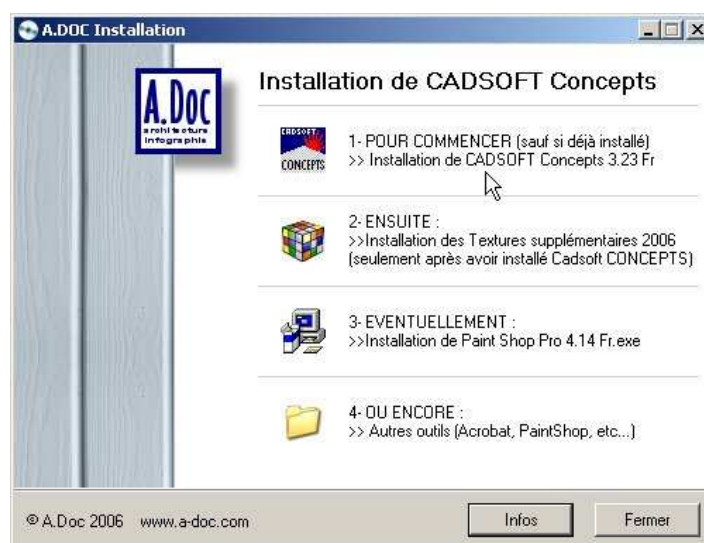 A.DOC Installation
A.Doc
architecture
infographie
Installation de CADSOFT Concepts
CADSOFT
CONCEPTS
1- POUR COMMENCER (sauf si déjà installé)
>> Installation de CADSOFT Concepts 3.23 Fr
2- ENSUITE :
>>Installation des Textures supplémentaires 2006
(seulement après avoir installé Cadsoft CONCEPTS)
3- EVENTUELLEMENT :
>>Installation de Paint Shop Pro 4.14 Fr.exe
4- OU ENCORE :
>> Autres outils (Acrobat, PaintShop, etc...)
© A.Doc 2006 www.a-doc.com
Infos
Fermer